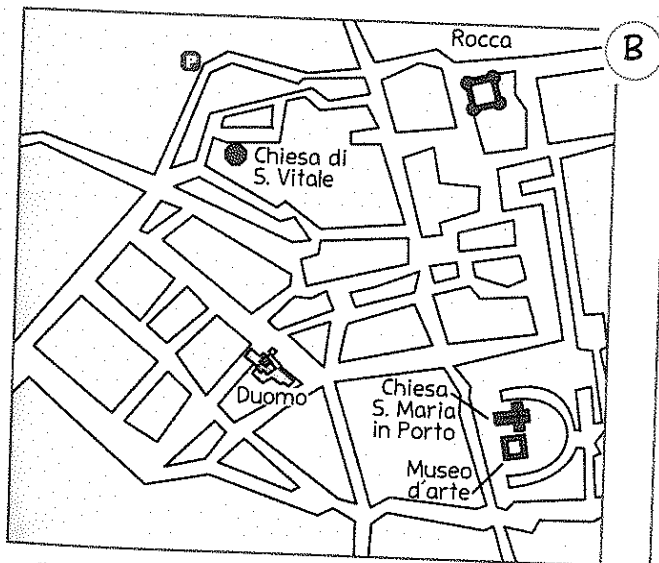 Rocca
B
P
Chiesa di
S. Vitale
Duomo
Chiesa
S. Maria
in Porto
Museo
d'arte